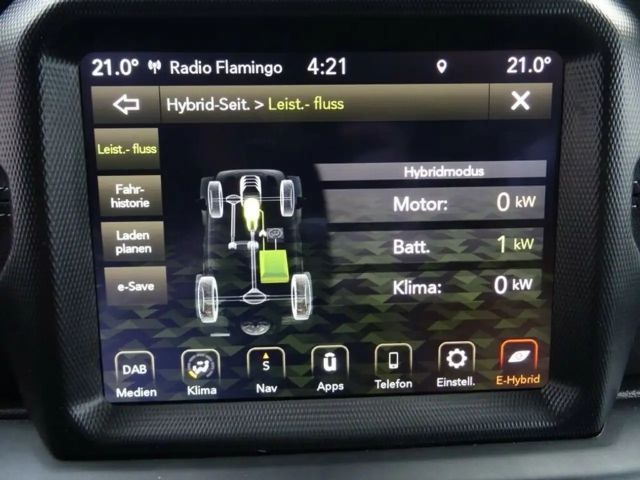 21.0° Radio Flamingo 4:21 21.0°
Hybrid-Seit. > Leist.- fluss
Leist.- fluss
Fahr-
historie
Laden
planen
e-Save
Hybridmodus
Motor: 0 kW
Batt. 1 kW
Klima: 0 kW
DAB
S
Medien Klima Nav Apps Telefon Einstell. E-Hybrid